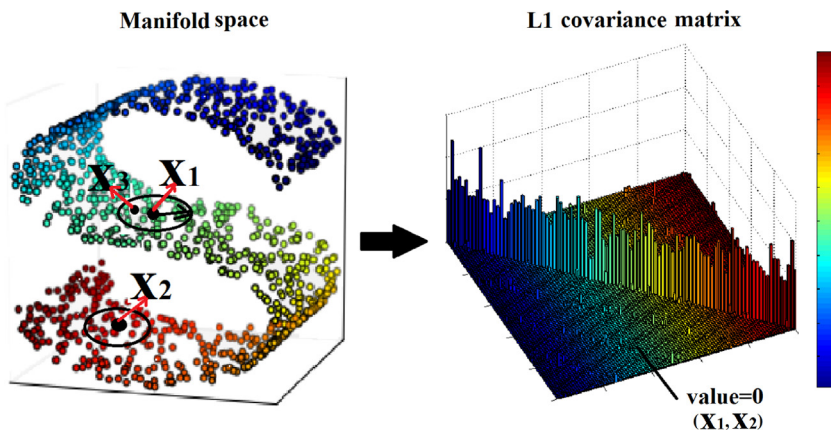 Manifold space
L1 covariance matrix
X3
X1
X2
value=0
(X1,X2)